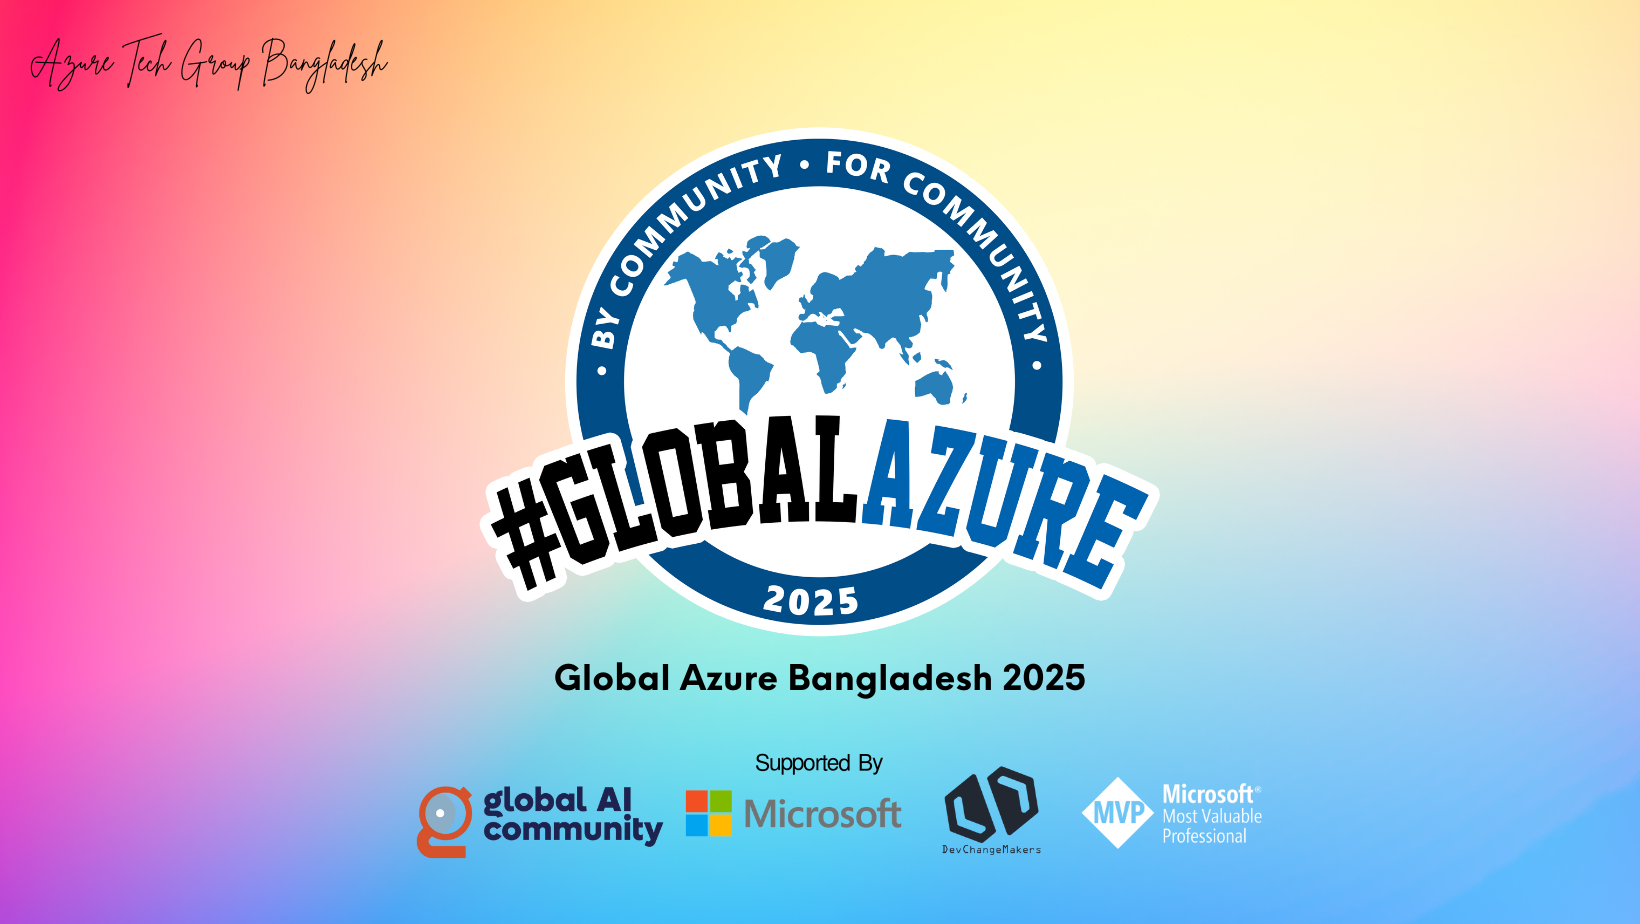 Azure Tech Group Bangladesh
• BY COMMUNITY • FOR COMMUNITY •
#GLOBALAZURE
2025
Global Azure Bangladesh 2025
Supported By
global AI
community
Microsoft
DevChangeMakers
MVP
Microsoft®
Most Valuable
Professional